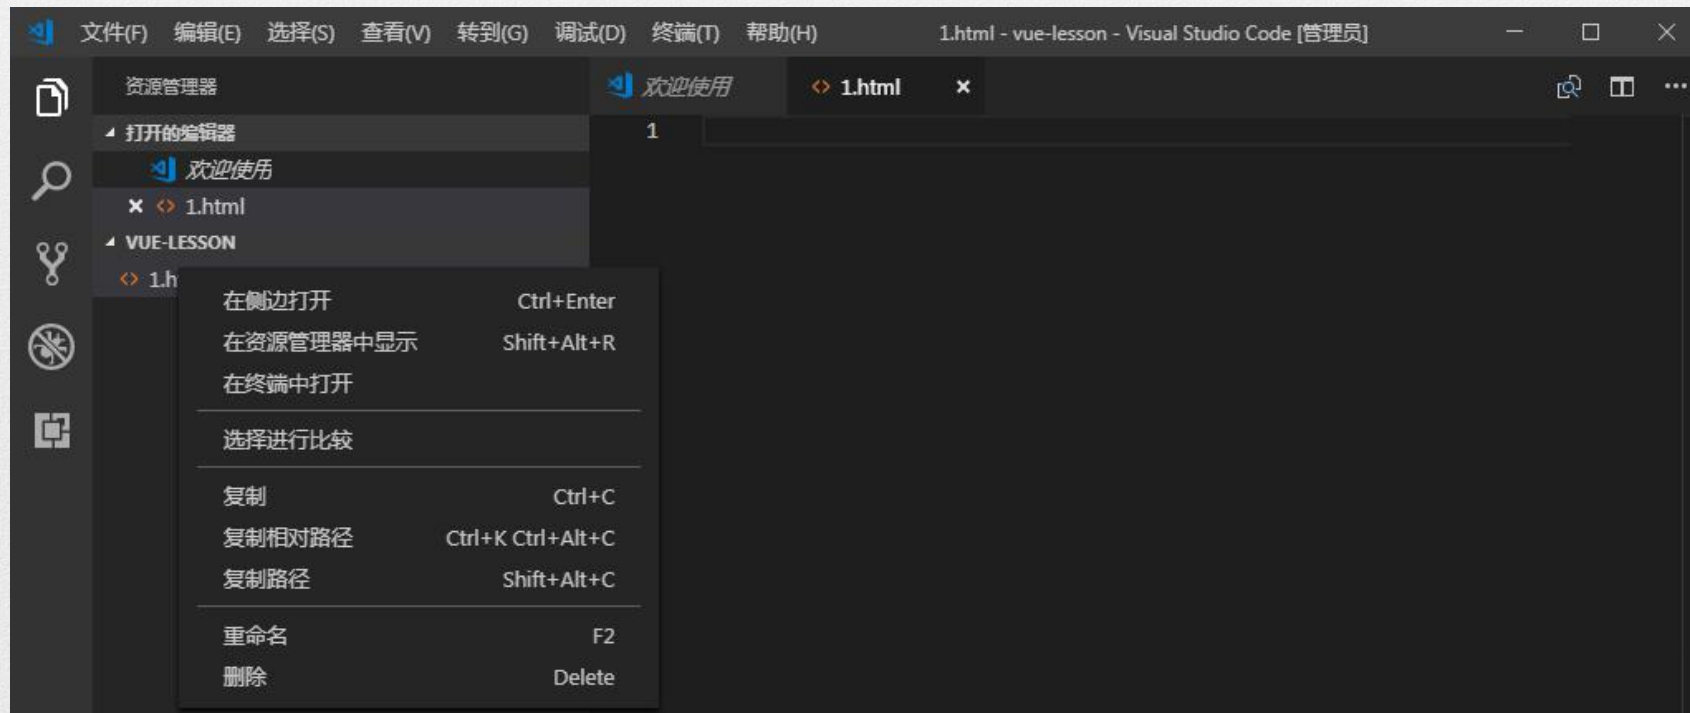 文件(F) 编辑(E) 选择(S) 查看(V) 转到(G) 调试(D) 终端(T) 帮助(H) 1.html - vue-lesson - Visual Studio Code [管理员]
资源管理器
欢迎使用 1.html
打开的编辑器
欢迎使用
1.html
VUE-LESSON
1.h
1
在侧边打开 Ctrl+Enter
在资源管理器中显示 Shift+Alt+R
在终端中打开
选择进行比较
复制 Ctrl+C
复制相对路径 Ctrl+K Ctrl+Alt+C
复制路径 Shift+Alt+C
重命名 F2
删除 Delete